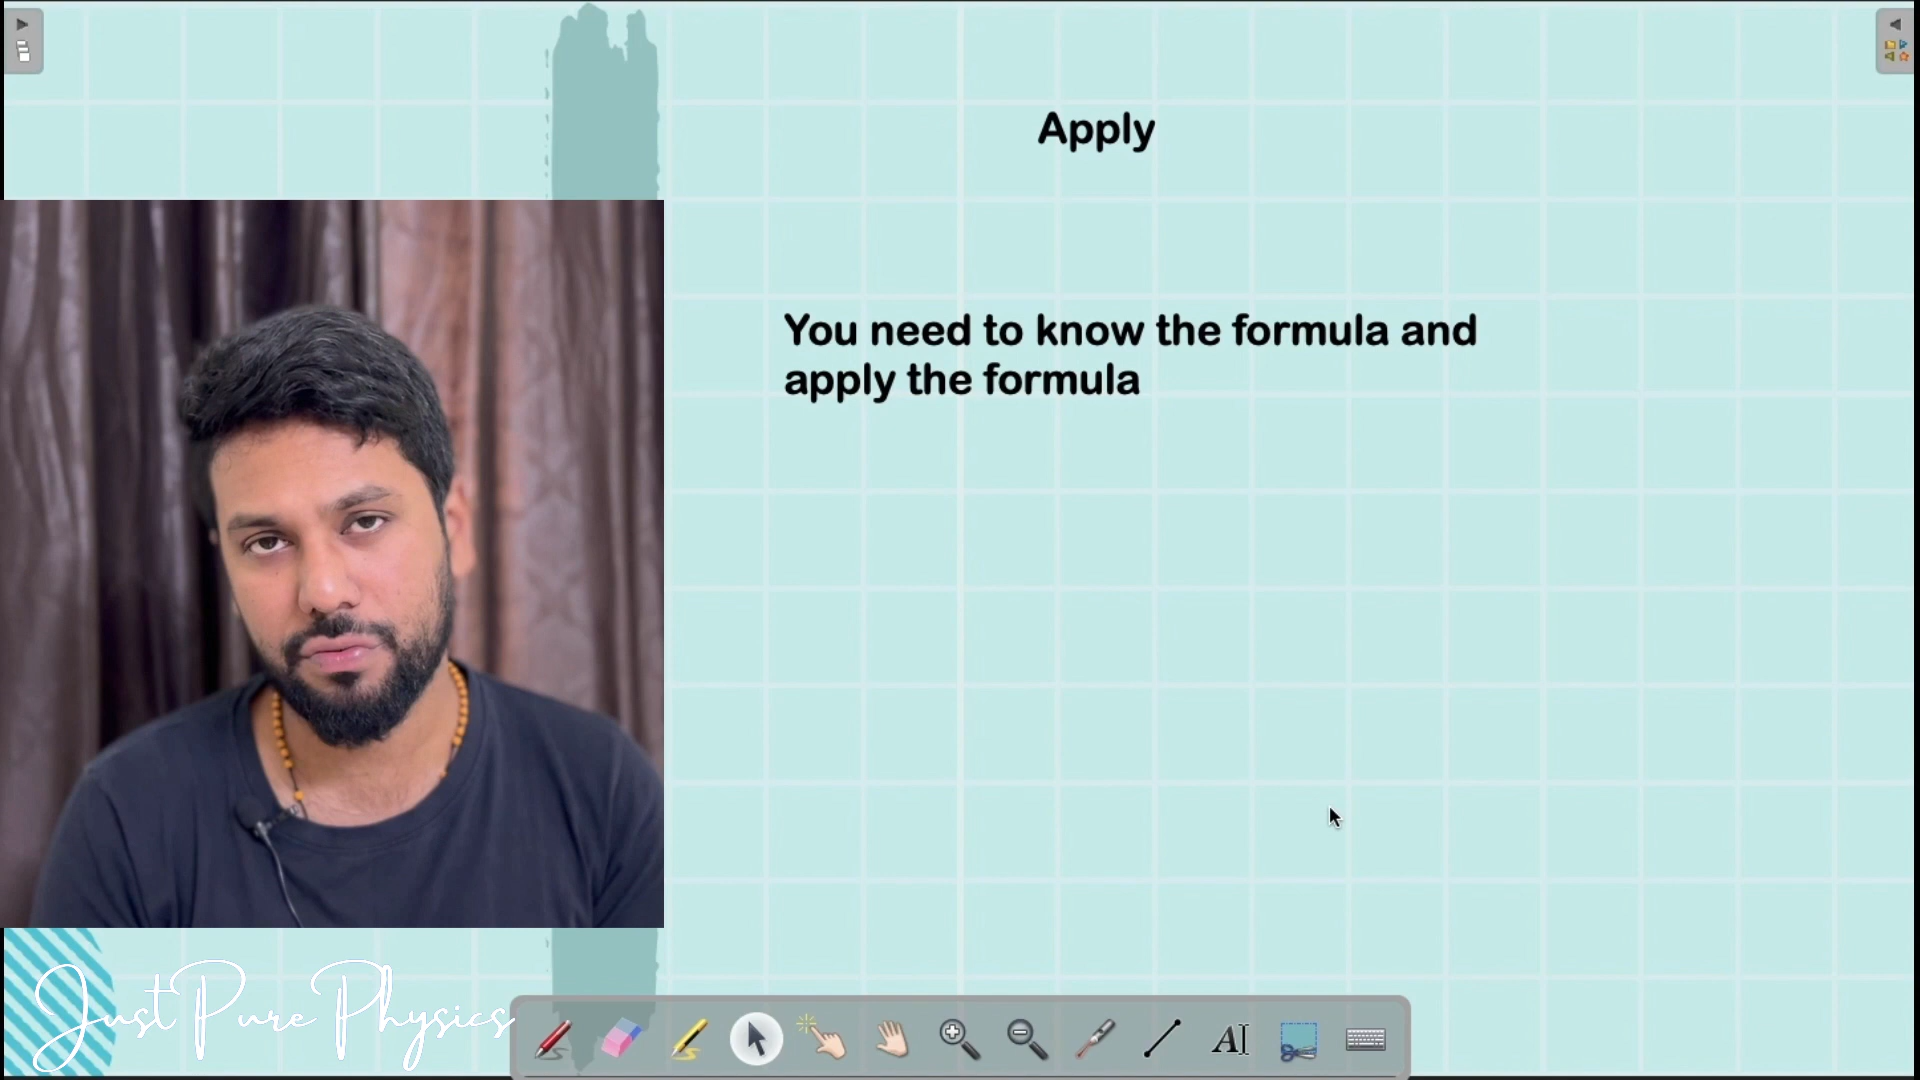 Apply
You need to know the formula and
apply the formula
Just Pure Physics
AI